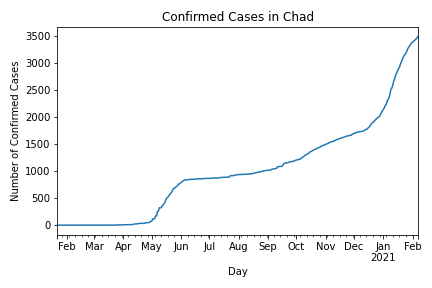 Confirmed Cases in Chad
Number of Confirmed Cases
3500
3000
2500
2000
1500
1000
500
0
Feb Mar Apr May Jun Jul Aug Sep Oct Nov Dec Jan Feb
2021
Day